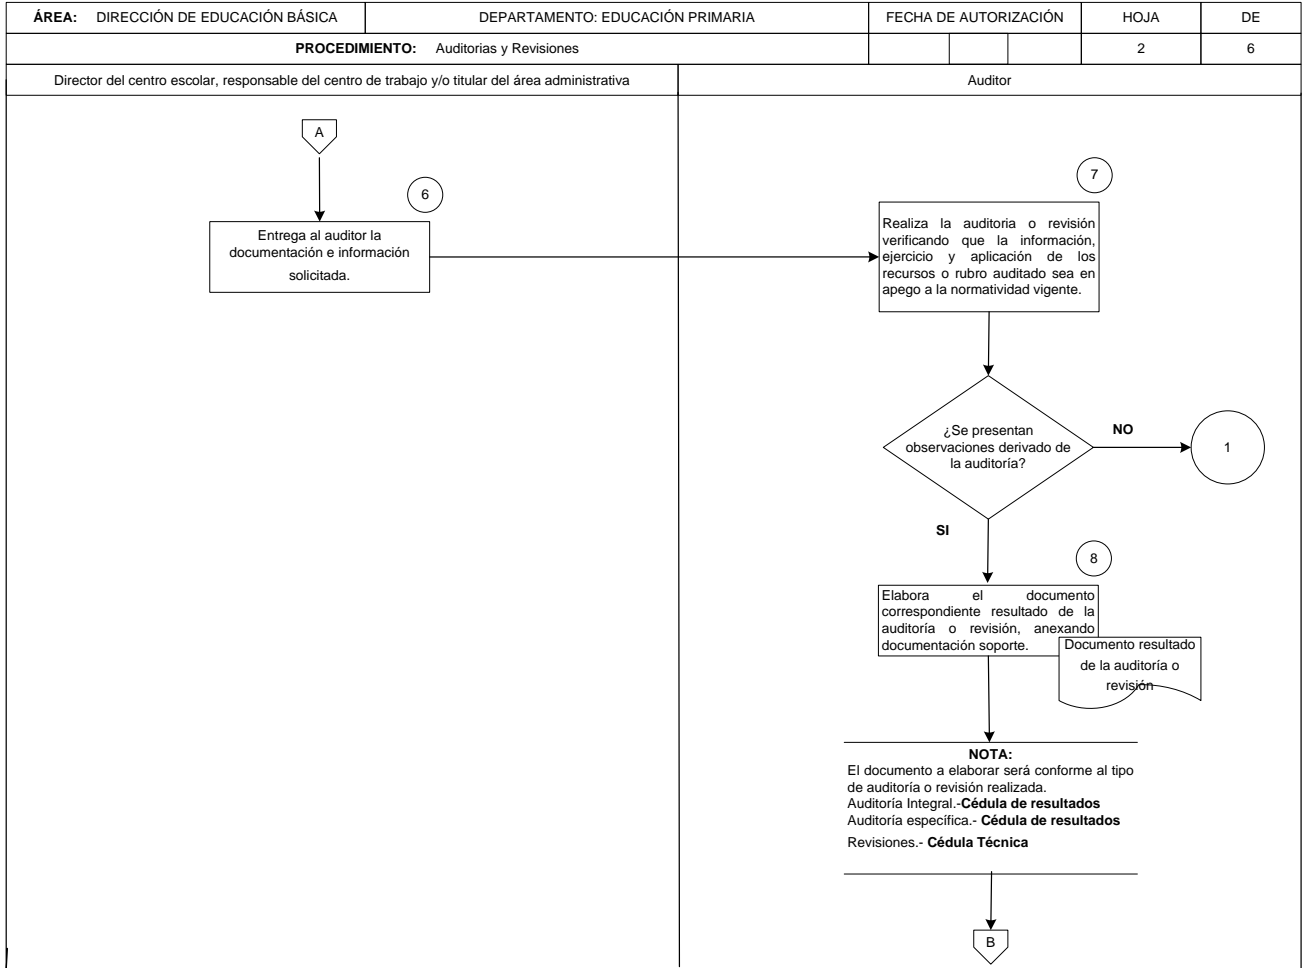 ÁREA: DIRECCIÓN DE EDUCACIÓN BÁSICA
DEPARTAMENTO: EDUCACIÓN PRIMARIA
FECHA DE AUTORIZACIÓN
HOJA
DE
PROCEDIMIENTO: Auditorias y Revisiones
2
6
Director del centro escolar, responsable del centro de trabajo y/o titular del área administrativa
Auditor
A
6
Entrega al auditor la
documentación e información
solicitada.
7
Realiza la auditoria o revisión
verificando que la información,
ejercicio y aplicación de los
recursos o rubro auditado sea en
apego a la normatividad vigente.
¿Se presentan
observaciones derivado de
la auditoría?
NO
1
SI
8
Elabora el documento
correspondiente resultado de la
auditoría o revisión, anexando
documentación soporte.
Documento resultado
de la auditoría o
revisión
NOTA:
El documento a elaborar será conforme al tipo
de auditoría o revisión realizada.
Auditoría Integral.-Cédula de resultados
Auditoría específica.- Cédula de resultados
Revisiones.- Cédula Técnica
B